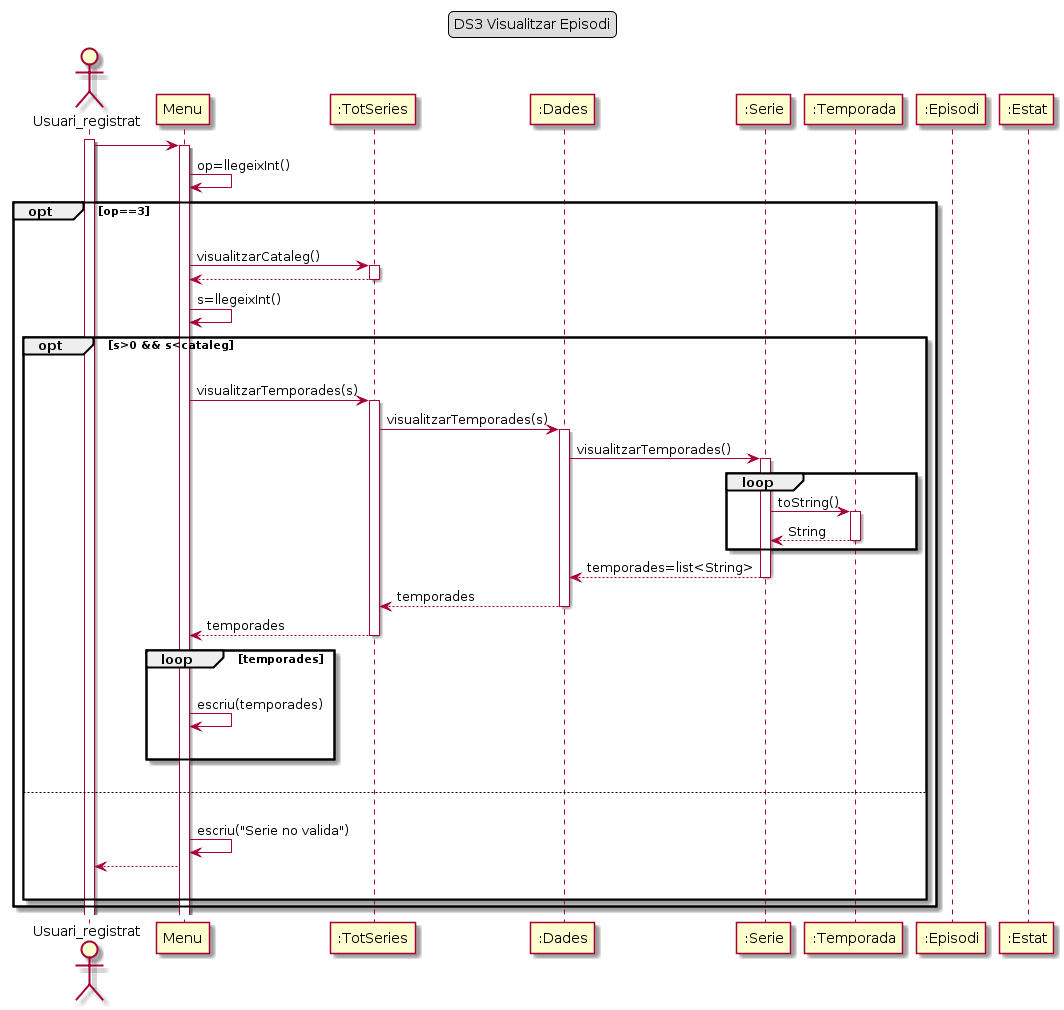 DS3 Visualitzar Episodi
Usuari_registrat
Menu
:TotSeries
:Dades
:Serie
:Temporada
:Episodi
:Estat
op=llegeixInt()
opt [op==3]
visualitzarCataleg()
s=llegeixInt()
opt [s>0 && s<cataleg]
visualitzarTemporades(s)
visualitzarTemporades(s)
visualitzarTemporades()
loop
toString()
String
temporades=list<String>
temporades
temporades
loop [temporades]
escriu(temporades)
escriu("Serie no valida")
Usuari_registrat
Menu
:TotSeries
:Dades
:Serie
:Temporada
:Episodi
:Estat